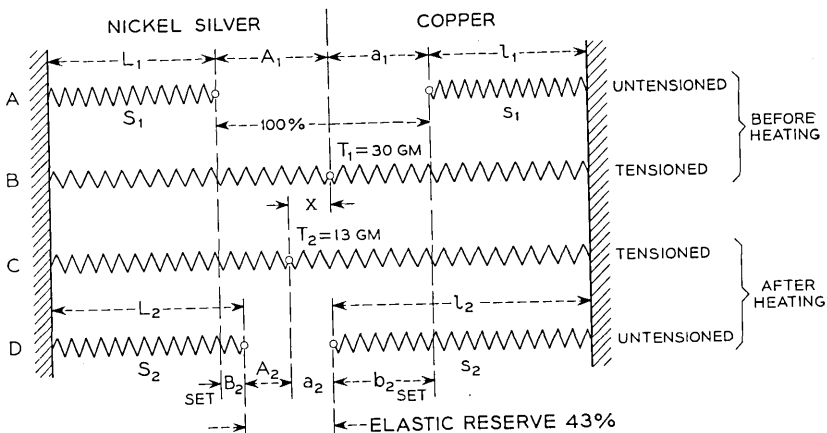 NICKEL SILVER COPPER
L₁ A₁ a₁ l₁
A S₁ s₁ UNTENSIONED
100%
BEFORE HEATING
T₁ = 30 GM
B TENSIONED
X
T₂ = 13 GM
C TENSIONED
AFTER HEATING
L₂ l₂
D S₂ s₂ UNTENSIONED
SET B₂ A₂ a₂ b₂ SET
ELASTIC RESERVE 43%